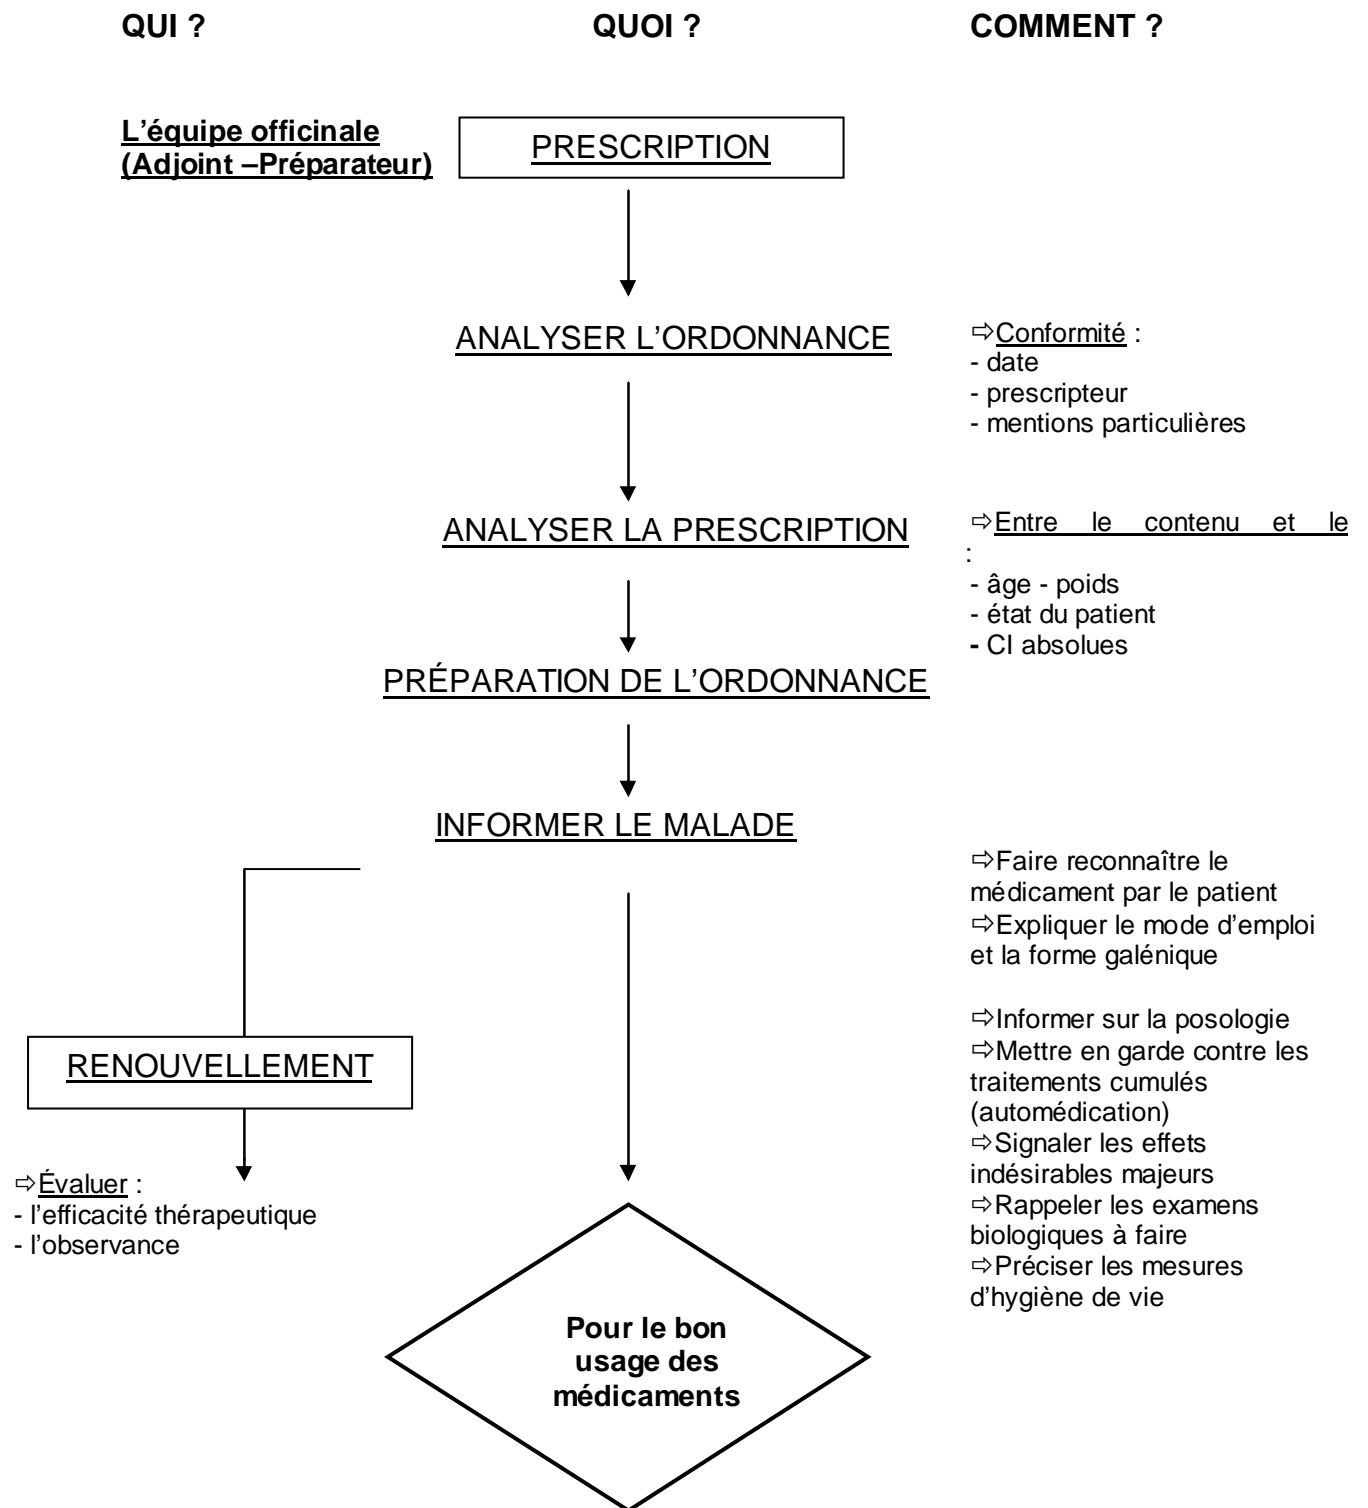 QUI ?
QUOI ?
COMMENT ?
L’équipe officinale
(Adjoint –Préparateur)
PRESCRIPTION
ANALYSER L’ORDONNANCE
⇨Conformité :
- date
- prescripteur
- mentions particulières
ANALYSER LA PRESCRIPTION
⇨Entre le contenu et le
:
- âge - poids
- état du patient
- CI absolues
PRÉPARATION DE L’ORDONNANCE
INFORMER LE MALADE
⇨Faire reconnaître le
médicament par le patient
⇨Expliquer le mode d’emploi
et la forme galénique
⇨Informer sur la posologie
⇨Mettre en garde contre les
traitements cumulés
(automédication)
⇨Signaler les effets
indésirables majeurs
⇨Rappeler les examens
biologiques à faire
⇨Préciser les mesures
d’hygiène de vie
RENOUVELLEMENT
⇨Évaluer :
- l’efficacité thérapeutique
- l’observance
Pour le bon
usage des
médicaments